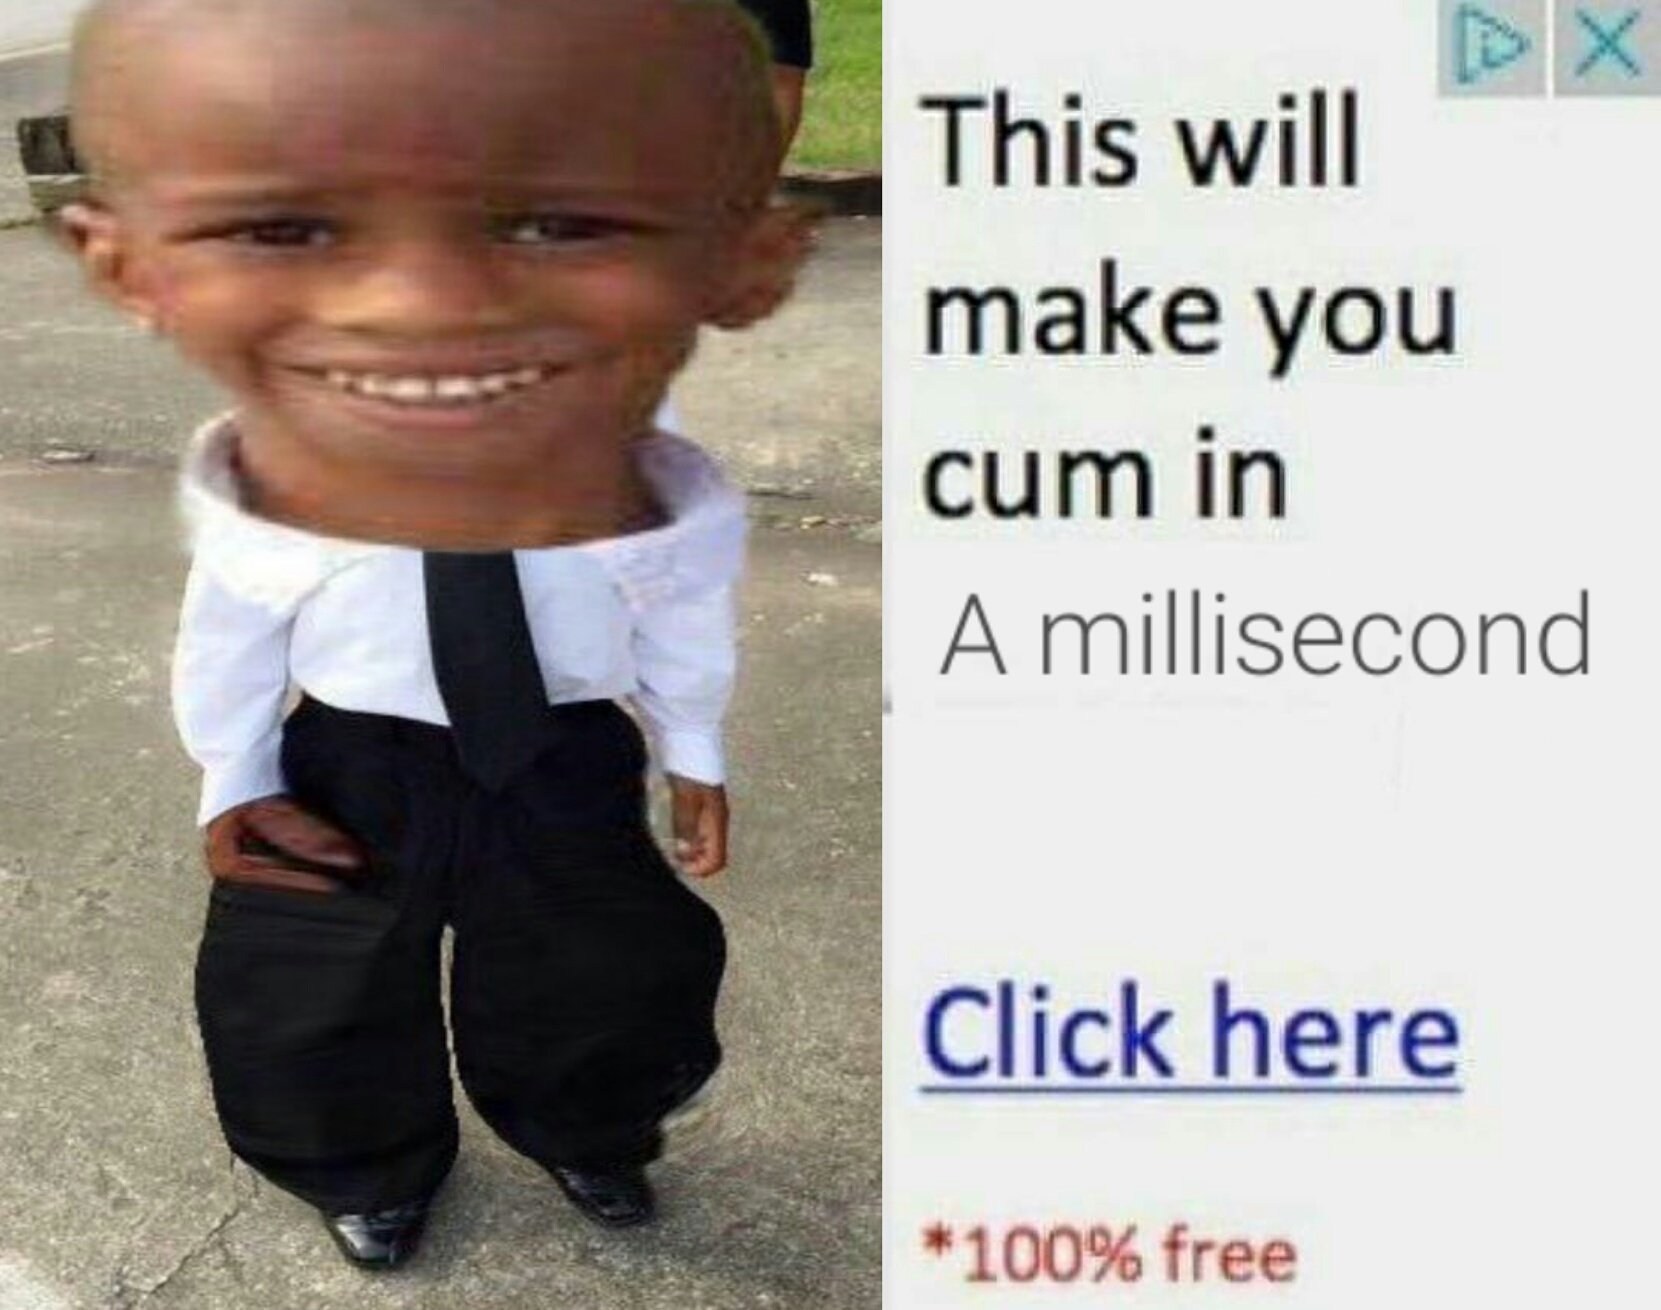 This will
make you
cum in
A millisecond
Click here
*100% free